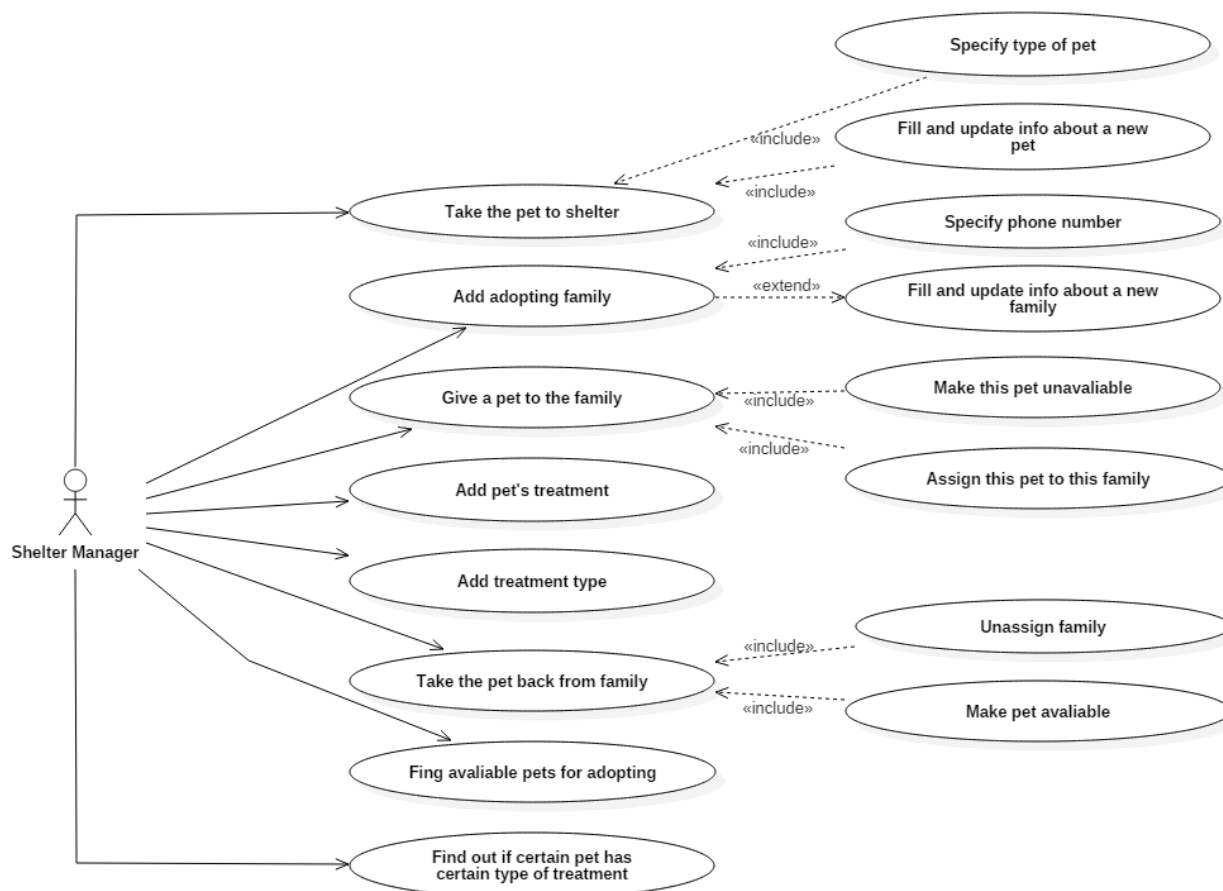 Specify type of pet
«include»
Fill and update info about a new
pet
«include»
Take the pet to shelter
Specify phone number
«include»
Add adopting family
«extend»
Fill and update info about a new
family
Give a pet to the family
«include»
Make this pet unavaliable
«include»
Assign this pet to this family
Add pet's treatment
Shelter Manager
Add treatment type
Unassign family
«include»
Take the pet back from family
«include»
Make pet avaliable
Fing avaliable pets for adopting
Find out if certain pet has
certain type of treatment